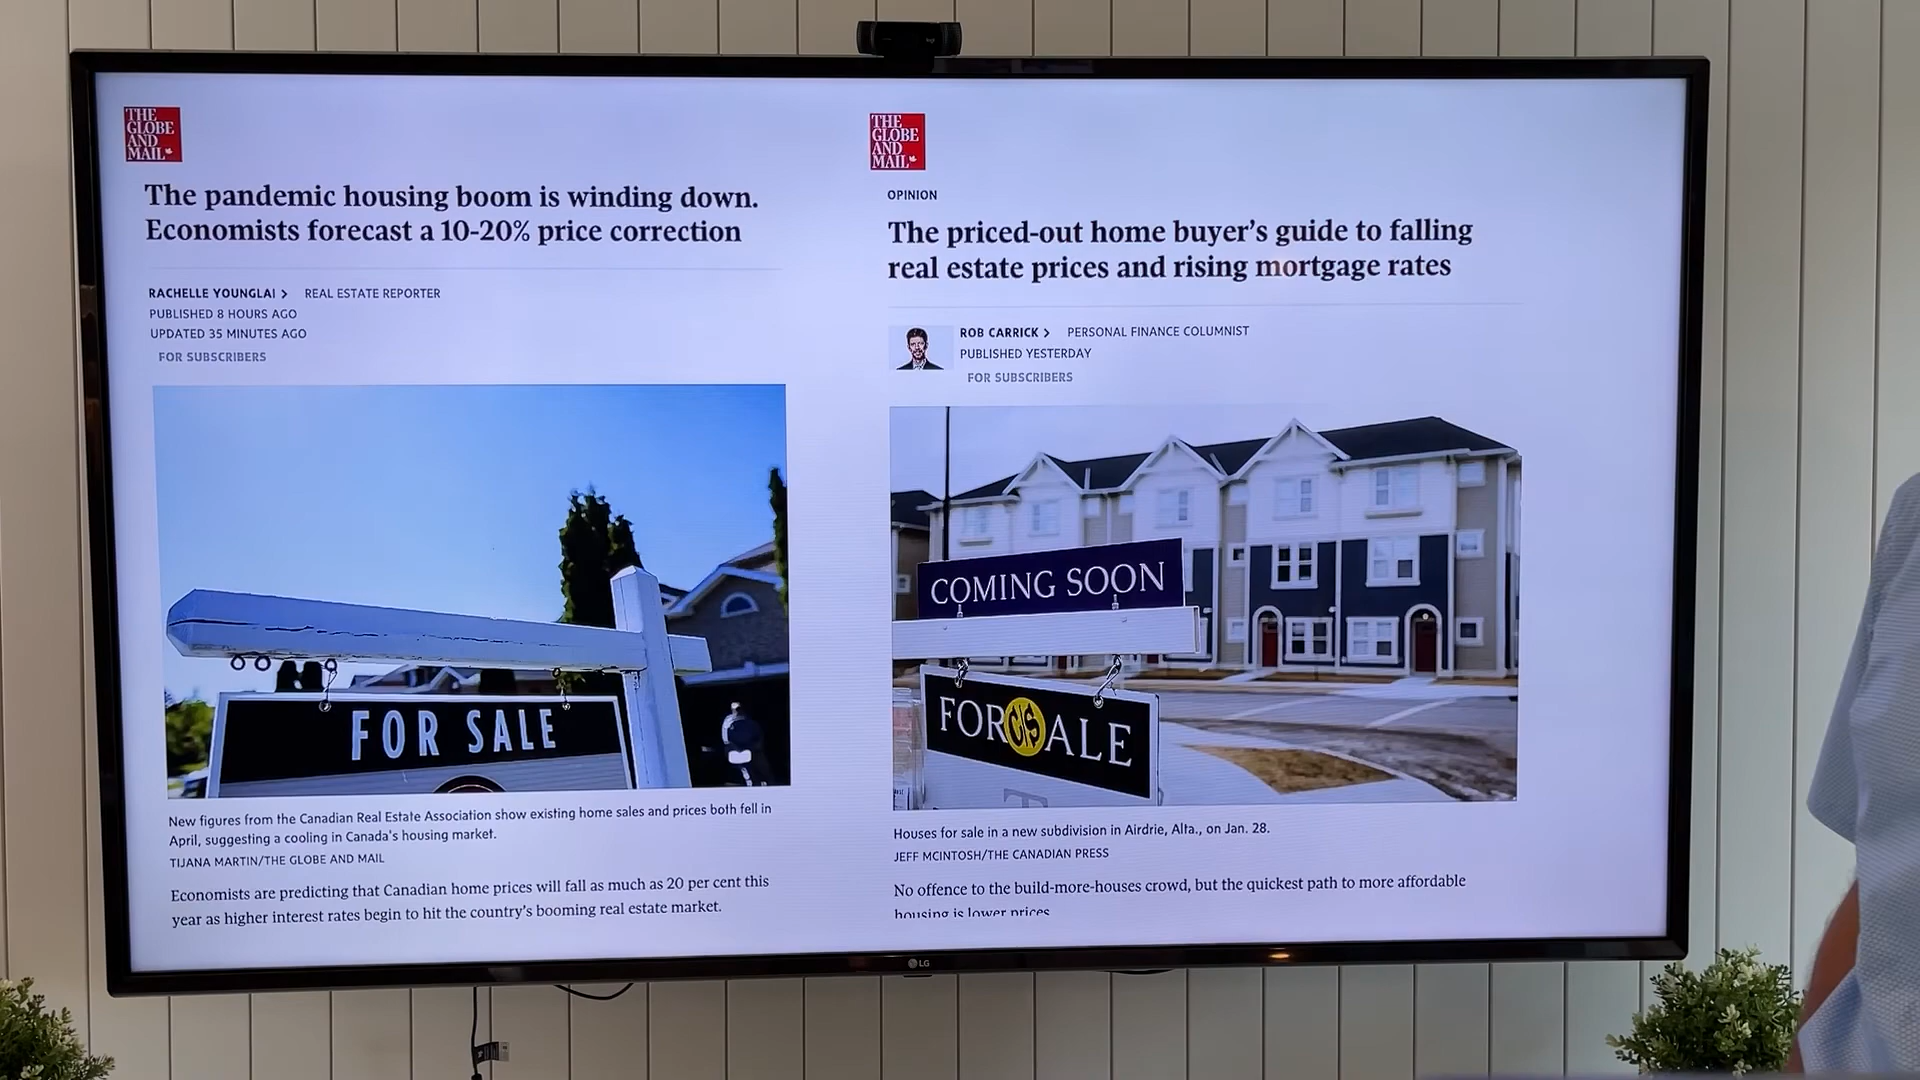 THE
GLOBE
AND
MAIL
The pandemic housing boom is winding down.
Economists forecast a 10-20% price correction
RACHELLE YOUNGLAI > REAL ESTATE REPORTER
PUBLISHED 8 HOURS AGO
UPDATED 35 MINUTES AGO
FOR SUBSCRIBERS
FOR SALE
New figures from the Canadian Real Estate Association show existing home sales and prices both fell in
April, suggesting a cooling in Canada's housing market.
TIJANA MARTIN/THE GLOBE AND MAIL
Economists are predicting that Canadian home prices will fall as much as 20 per cent this
year as higher interest rates begin to hit the country's booming real estate market.
THE
GLOBE
AND
MAIL
OPINION
The priced-out home buyer's guide to falling
real estate prices and rising mortgage rates
ROB CARRICK > PERSONAL FINANCE COLUMNIST
PUBLISHED YESTERDAY
FOR SUBSCRIBERS
COMING SOON
FOR CS ALE
Houses for sale in a new subdivision in Airdrie, Alta., on Jan. 28.
JEFF MCINTOSH/THE CANADIAN PRESS
No offence to the build-more-houses crowd, but the quickest path to more affordable
housing is lower prices
LG